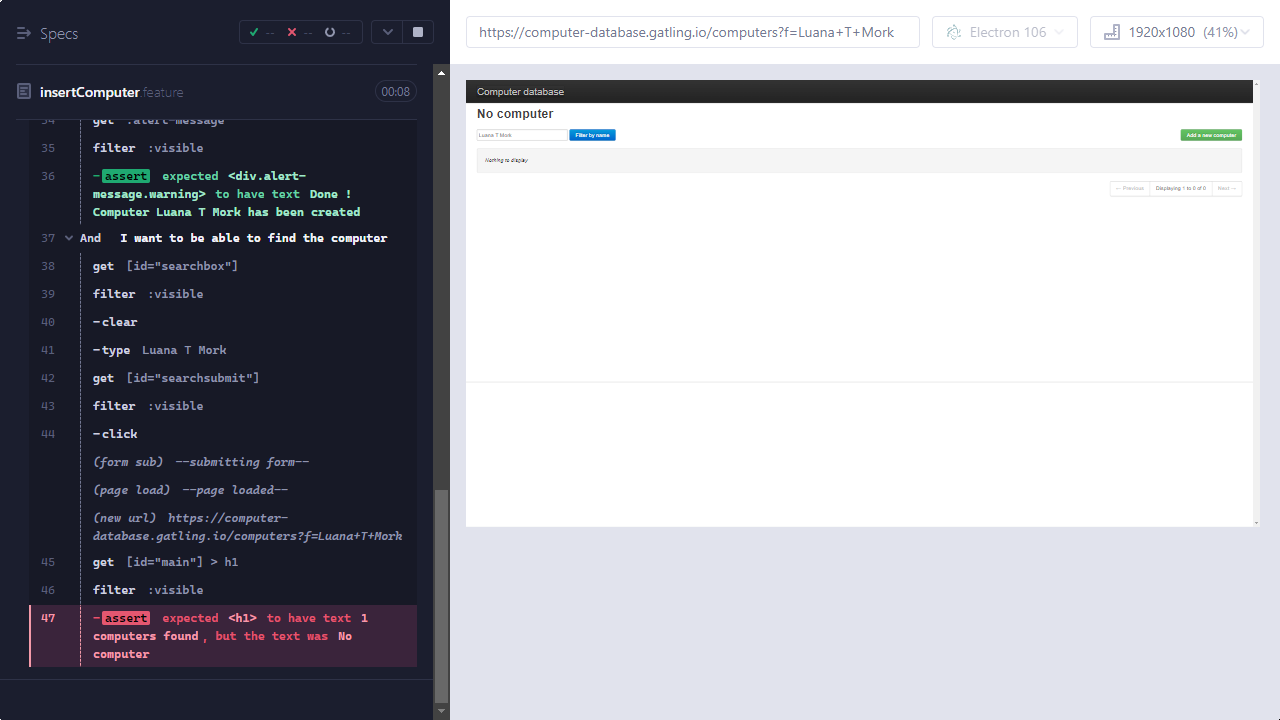 Specs
-- -- --
insertComputer.feature
00:08
34 get .alert-message
35 filter :visible
36 -assert expected <div.alert-
message.warning> to have text Done !
Computer Luana T Mork has been created
37 And I want to be able to find the computer
38 get [id="searchbox"]
39 filter :visible
40 -clear
41 -type Luana T Mork
42 get [id="searchsubmit"]
43 filter :visible
44 -click
(form sub) --submitting form--
(page load) --page loaded--
(new url) https://computer-
database.gatling.io/computers?f=Luana+T+Mork
45 get [id="main"] > h1
46 filter :visible
47 -assert expected <h1> to have text 1
computers found, but the text was No
computer
https://computer-database.gatling.io/computers?f=Luana+T+Mork
Electron 106
1920x1080 (41%)
Computer database
No computer
Luana T Mork
Filter by name
Add a new computer
Nothing to display
← Previous
Displaying 1 to 0 of 0
Next →